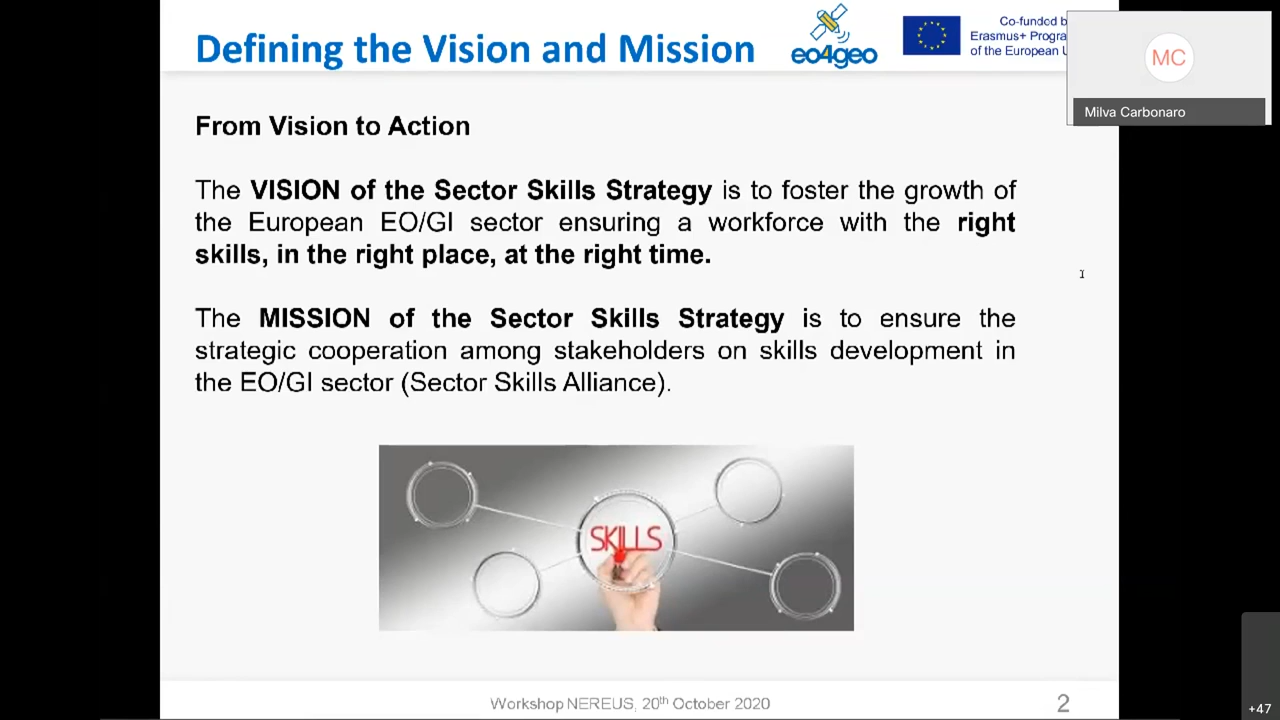 Defining the Vision and Mission
eo4geo
Co-funded b
Erasmus+ Progra
of the European U
MC
Milva Carbonaro
From Vision to Action
The VISION of the Sector Skills Strategy is to foster the growth of
the European EO/GI sector ensuring a workforce with the right
skills, in the right place, at the right time.
The MISSION of the Sector Skills Strategy is to ensure the
strategic cooperation among stakeholders on skills development in
the EO/GI sector (Sector Skills Alliance).
SKILLS
Workshop NEREUS, 20th October 2020
2
+47